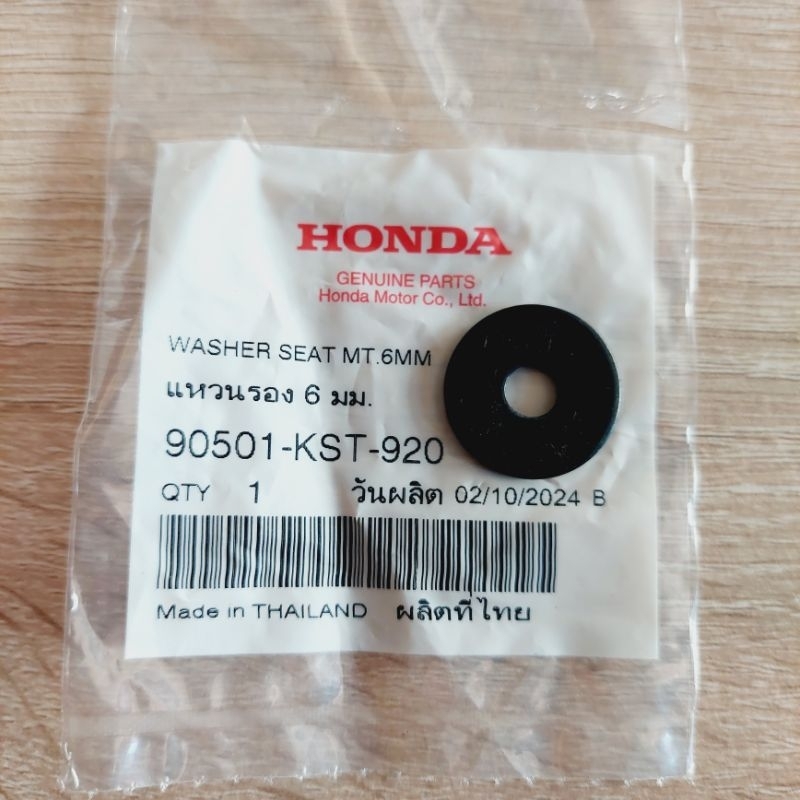 HONDA
GENUINE PARTS
Honda Motor Co., Ltd.
WASHER SEAT MT.6MM
แหวนรอง 6 มม.
90501-KST-920
QTY 1 วันผลิต 02/10/2024 B
Made in THAILAND ผลิตที่ไทย